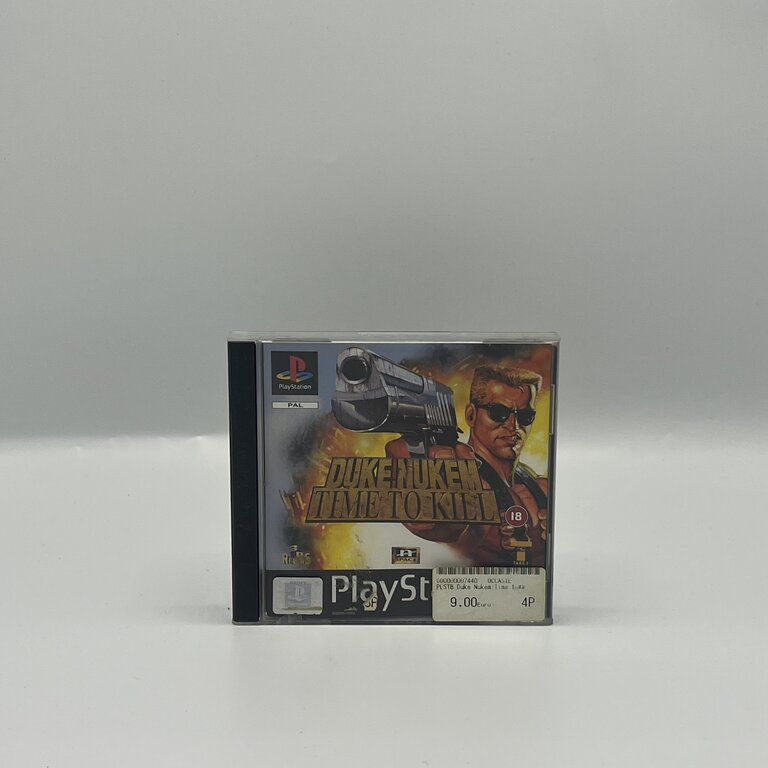 PlayStation
PAL
DUKE NUKEM
TIME TO KILL
18
PlaySt
OCCASIE
PLSTB Duke Nukem:Time to
9.00 Euro 4P